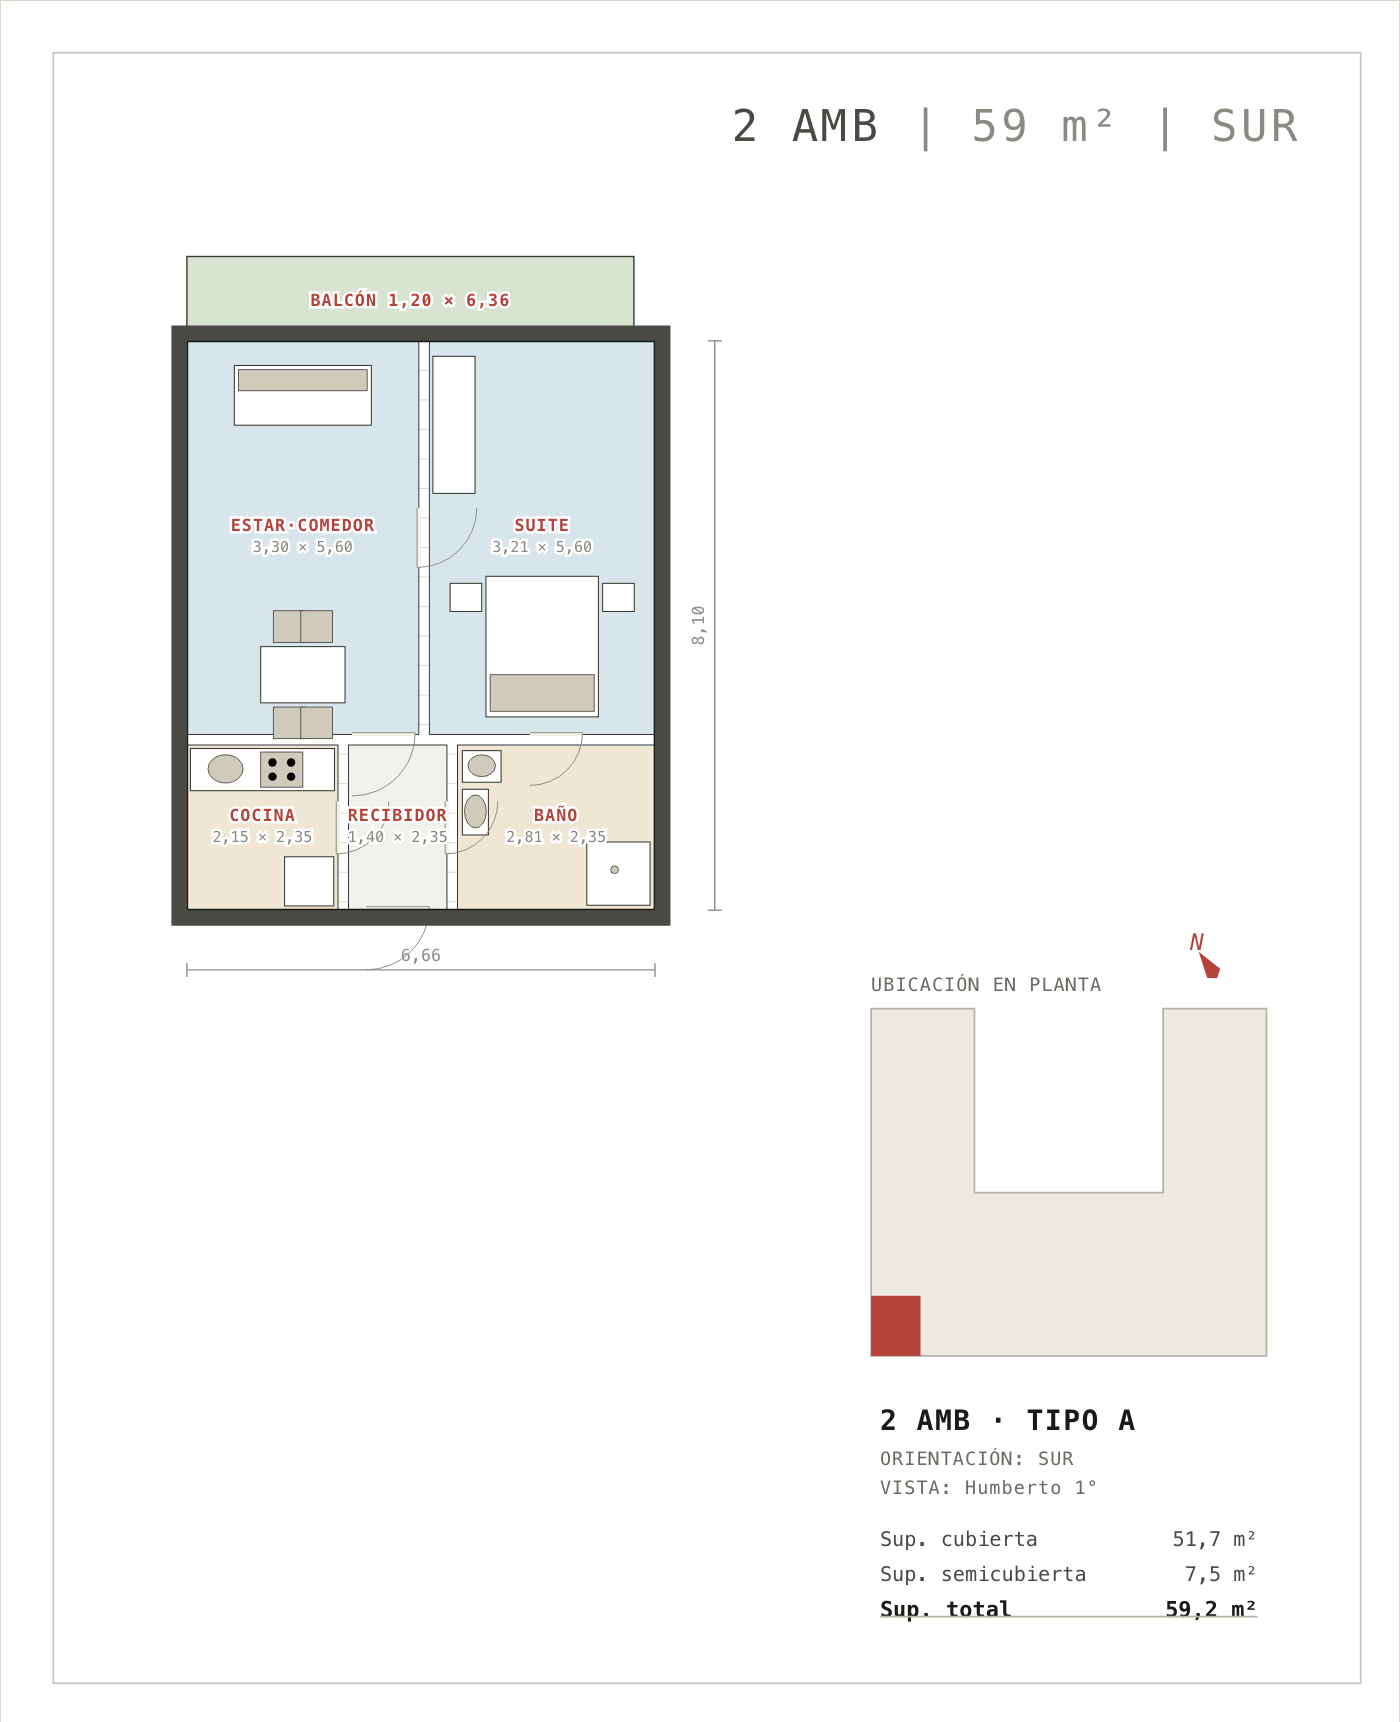 2 AMB | 59 m² | SUR
BALCÓN 1,20 × 6,36
ESTAR·COMEDOR
3,30 × 5,60
SUITE
3,21 × 5,60
8,10
COCINA
2,15 × 2,35
RECIBIDOR
1,40 × 2,35
BAÑO
2,81 × 2,35
6,66
N
UBICACIÓN EN PLANTA
2 AMB · TIPO A
ORIENTACIÓN: SUR
VISTA: Humberto 1°
Sup. cubierta 51,7 m²
Sup. semicubierta 7,5 m²
Sup. total 59,2 m²